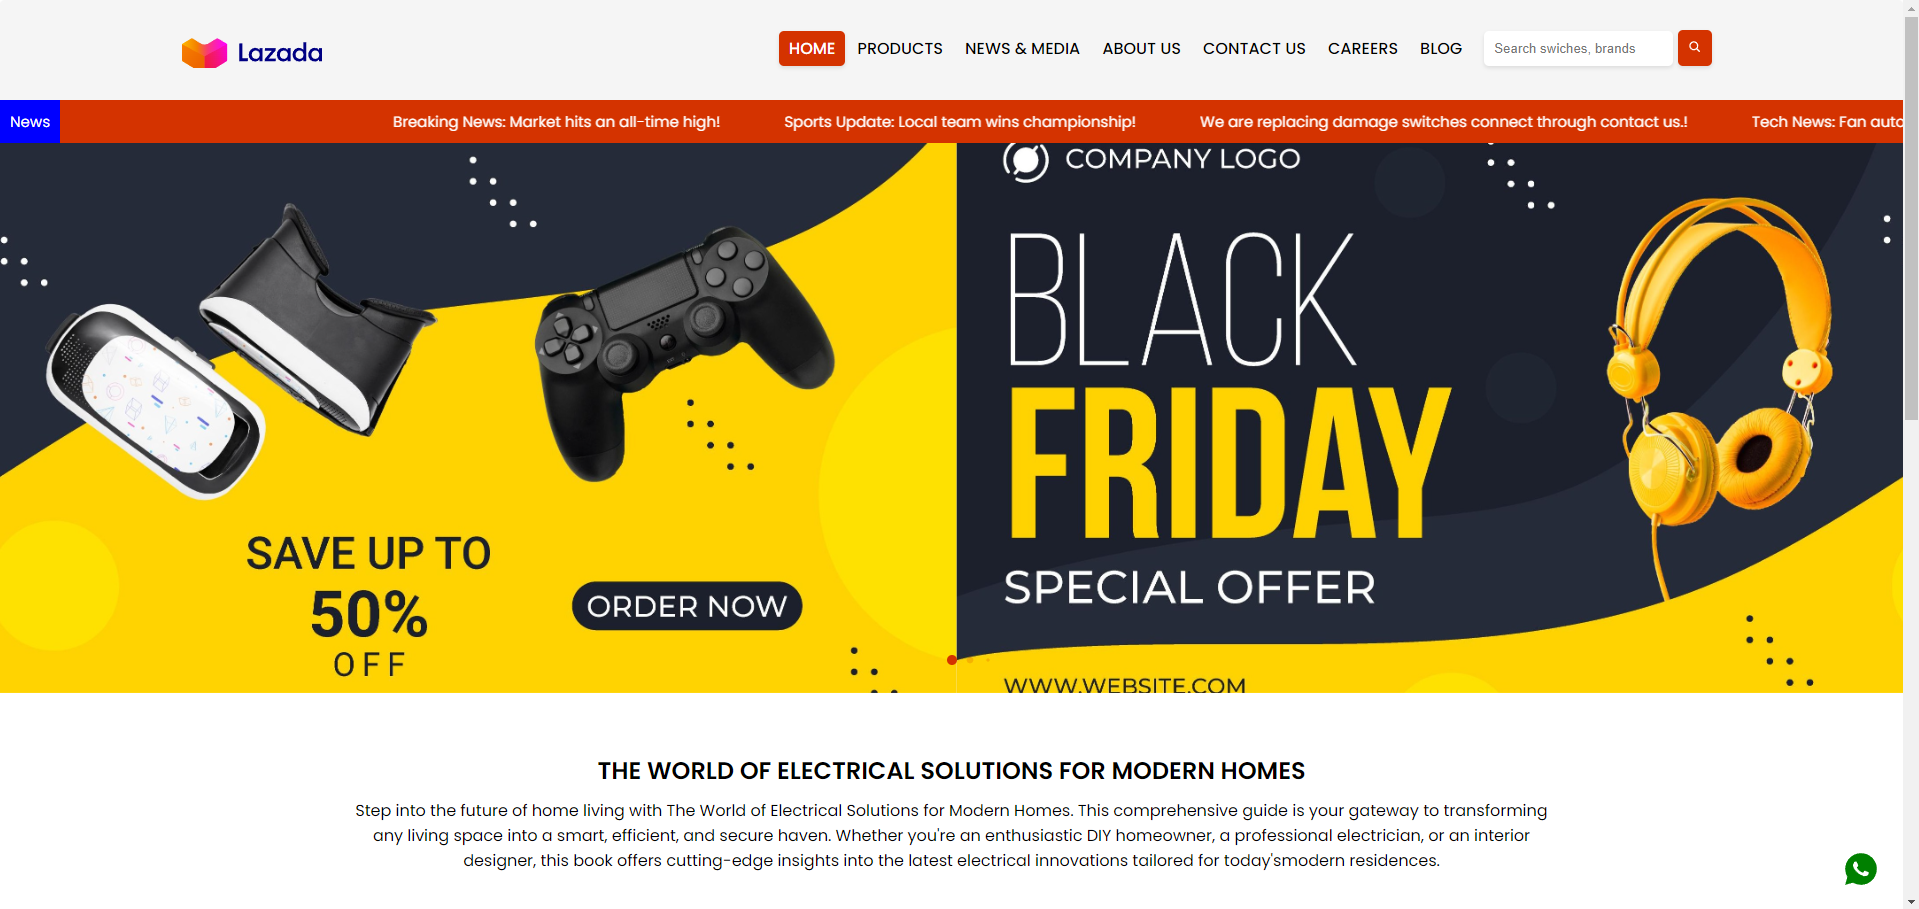 Lazada
HOME PRODUCTS NEWS & MEDIA ABOUT US CONTACT US CAREERS BLOG Search swiches, brands
News Breaking News: Market hits an all-time high! Sports Update: Local team wins championship! We are replacing damage switches connect through contact us.! Tech News: Fan auto
COMPANY LOGO
BLACK
FRIDAY
SPECIAL OFFER
WWW.WEBSITE.COM
SAVE UP TO
50%
OFF
ORDER NOW
THE WORLD OF ELECTRICAL SOLUTIONS FOR MODERN HOMES
Step into the future of home living with The World of Electrical Solutions for Modern Homes. This comprehensive guide is your gateway to transforming
any living space into a smart, efficient, and secure haven. Whether you're an enthusiastic DIY homeowner, a professional electrician, or an interior
designer, this book offers cutting-edge insights into the latest electrical innovations tailored for today'smodern residences.